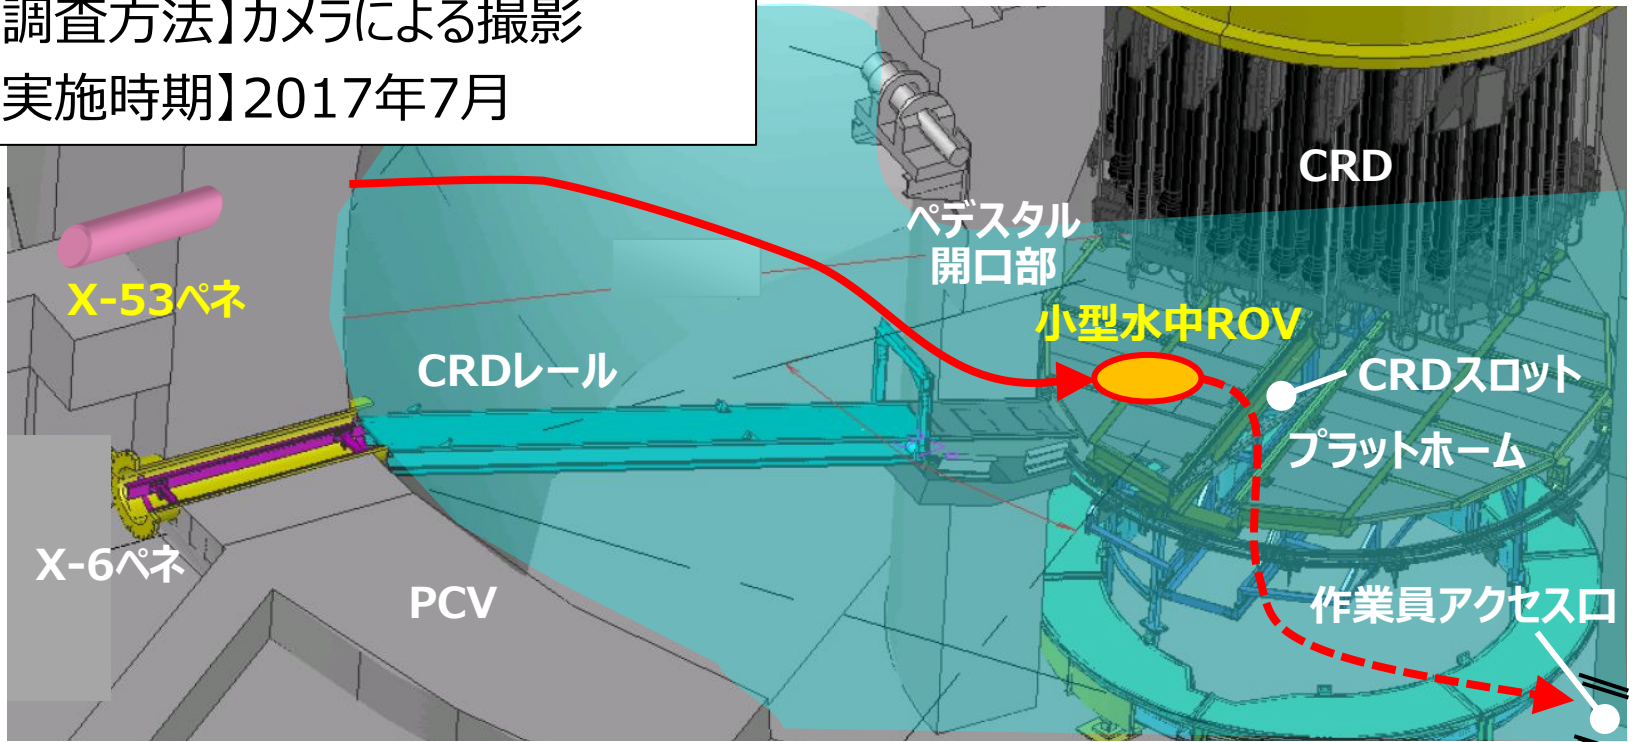 調査方法】カメラによる撮影
実施時期】2017年7月
CRD
ペデスタル
開口部
X-53ペネ
小型水中ROV
CRDレール
CRDスロット
プラットホーム
X-6ペネ
PCV
作業員アクセス口